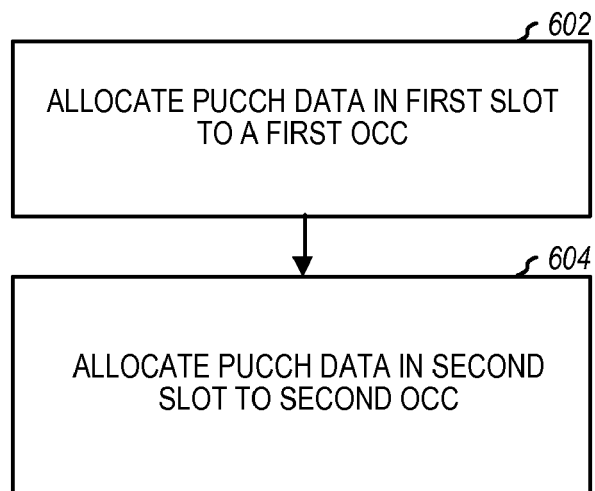 602
ALLOCATE PUCCH DATA IN FIRST SLOT
TO A FIRST OCC
604
ALLOCATE PUCCH DATA IN SECOND
SLOT TO SECOND OCC